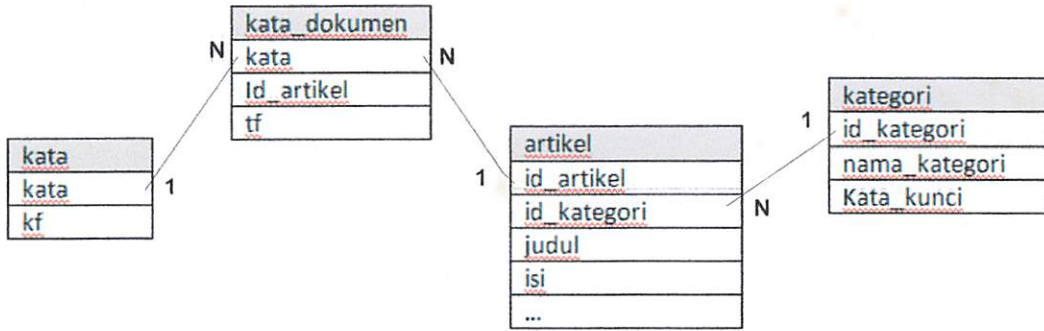 kata_dokumen
N
kata
N
Id_artikel
tf
kata
kata
1
kf
artikel
1
id_artikel
id_kategori
N
judul
isi
...
kategori
1
id_kategori
nama_kategori
Kata_kunci